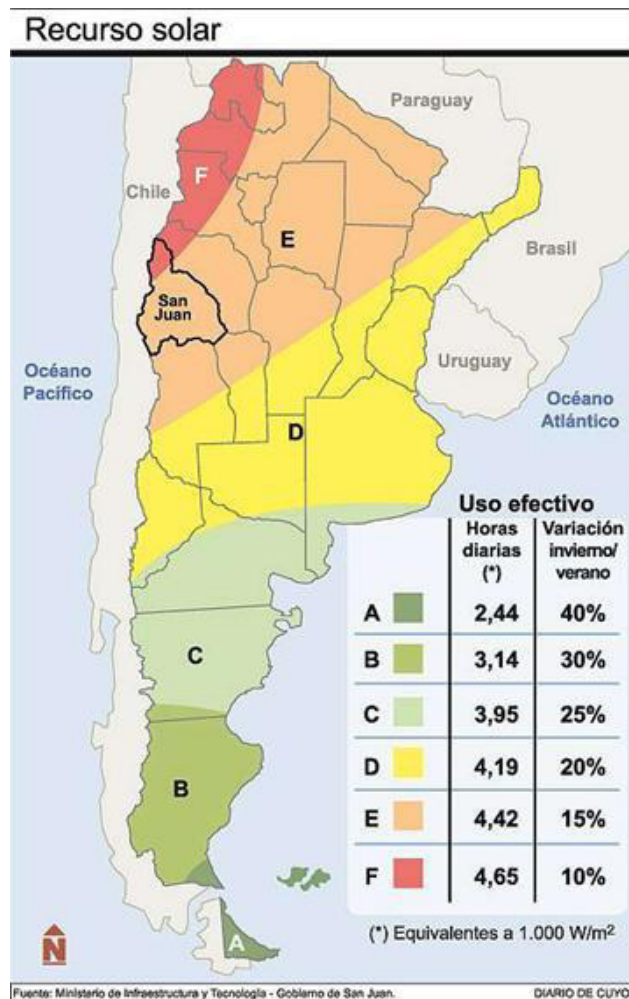 Recurso solar
Paraguay
Chile
F
E
Brasil
San
Juan
Uruguay
Océano
Pacífico
Océano
Atlántico
D
Uso efectivo
Horas
diarias
(*)
Variación
invierno/
verano
A 2,44 40%
B 3,14 30%
C 3,95 25%
D 4,19 20%
E 4,42 15%
F 4,65 10%
(*) Equivalentes a 1.000 W/m²
C
B
A
N
Fuente: Ministerio de Infraestructura y Tecnología - Gobierno de San Juan.
DIARIO DE CUYO